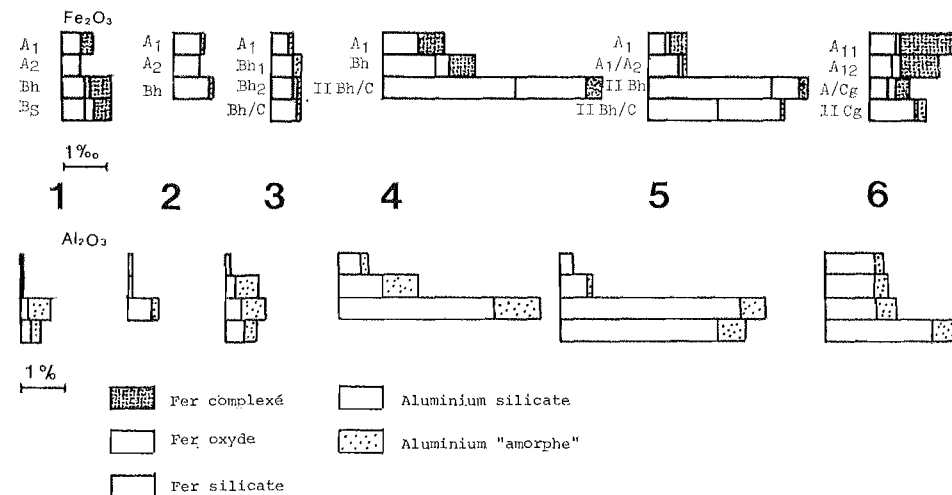 Fe₂O₃
A₁
A₂
Bh
Bs
A₁
A₂
Bh
A₁
Bh₁
Bh₂
Bh/C
A₁
Bh
II Bh/C
A₁
A₁/A₂
II Bh
II Bh/C
A₁₁
A₁₂
A/Cg
II Cg
1‰
1 2 3 4 5 6
Al₂O₃
1%
Fer complexé
Fer oxyde
Fer silicate
Aluminium silicate
Aluminium "amorphe"